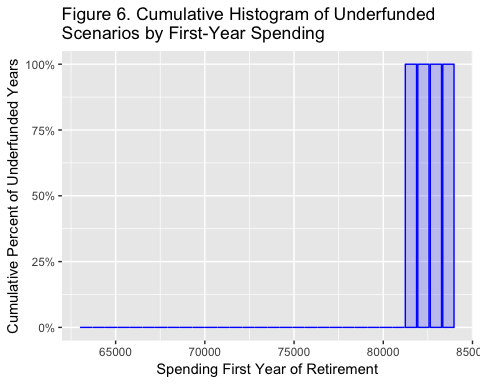 Figure 6. Cumulative Histogram of Underfunded
Scenarios by First-Year Spending
Cumulative Percent of Underfunded Years
100%
75%
50%
25%
0%
65000
70000
75000
80000
85000
Spending First Year of Retirement